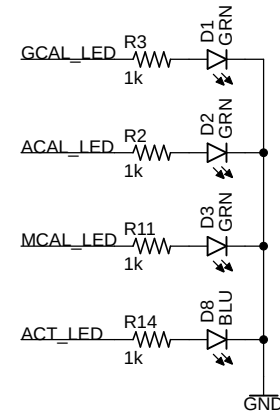 D1 GRN
GCAL_LED R3
1k
D2 GRN
ACAL_LED R2
1k
D3 GRN
MCAL_LED R11
1k
D8 BLU
ACT_LED R14
1k
GND